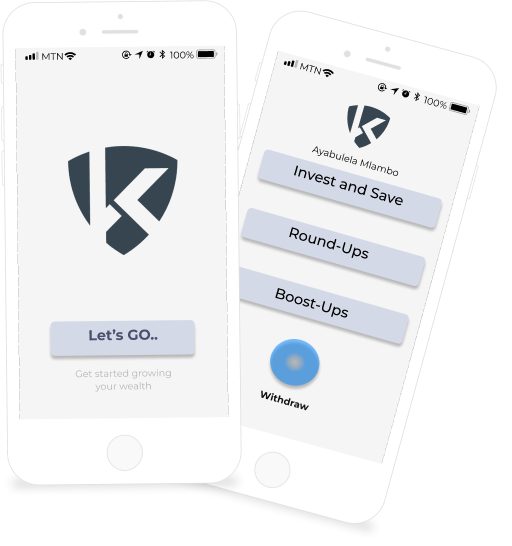 MTN 100%
Let's GO..
Get started growing
your wealth
MTN 100%
Ayabulela Mlambo
Invest and Save
Round-Ups
Boost-Ups
Withdraw